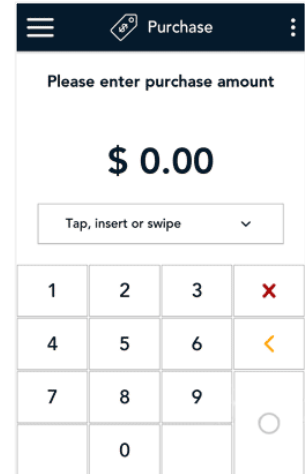 Purchase
Please enter purchase amount
$ 0.00
Tap, insert or swipe
1 2 3
4 5 6
7 8 9
0